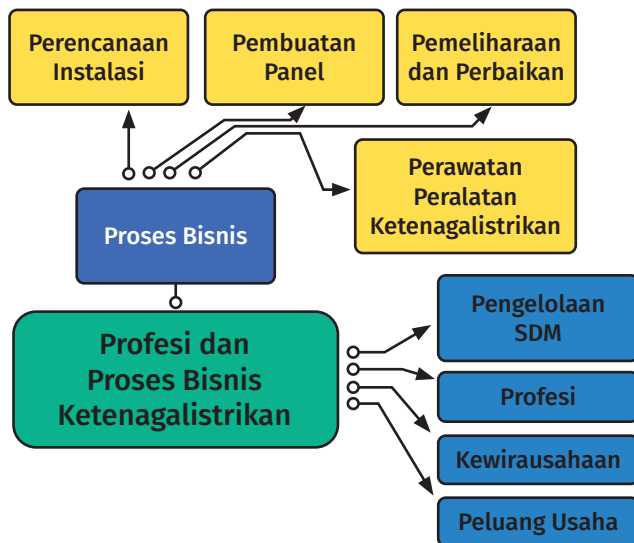 Perencanaan
Instalasi
Pembuatan
Panel
Pemeliharaan
dan Perbaikan
Perawatan
Peralatan
Ketenagalistrikan
Proses Bisnis
Profesi dan
Proses Bisnis
Ketenagalistrikan
Pengelolaan
SDM
Profesi
Kewirausahaan
Peluang Usaha